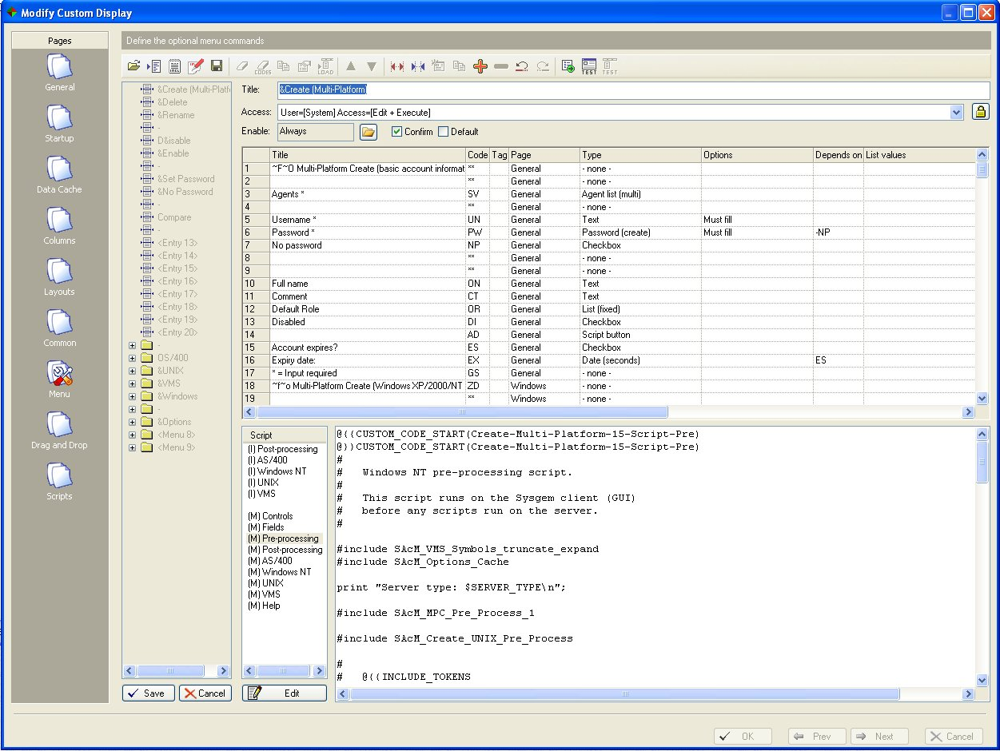 Modify Custom Display
Pages
General
Startup
Data Cache
Columns
Layouts
Common
Menu
Drag and Drop
Scripts
Define the optional menu commands
INCL
CODES
LOAD
TEST
TEST
&Create (Multi-Platf
&Delete
&Rename
-
D&isable
&Enable
-
&Set Password
&No Password
-
Compare
-
<Entry 13>
<Entry 14>
<Entry 15>
<Entry 16>
<Entry 17>
<Entry 18>
<Entry 19>
<Entry 20>
-
OS/400
&UNIX
&VMS
&Windows
-
&Options
<Menu 8>
<Menu 9>
Save
Cancel
Title: &Create (Multi-Platform)
Access: User=[System] Access=[Edit + Execute]
Enable: Always Confirm Default
Title Code Tag Page Type Options Depends on List values
1 ~F~O Multi-Platform Create (basic account informat ** General - none -
2 ** General - none -
3 Agents * SV General Agent list (multi)
4 ** General - none -
5 Username * UN General Text Must fill
6 Password * PW General Password (create) Must fill -NP
7 No password NP General Checkbox
8 ** General - none -
9 ** General - none -
10 Full name ON General Text
11 Comment CT General Text
12 Default Role OR General List (fixed)
13 Disabled DI General Checkbox
14 AD General Script button
15 Account expires? ES General Checkbox
16 Expiry date: EX General Date (seconds) ES
17 * = Input required GS General - none -
18 ~f~o Multi-Platform Create (Windows XP/2000/NT ZD Windows - none -
19 ** Windows - none -
Script
(I) Post-processing
(I) AS/400
(I) Windows NT
(I) UNIX
(I) VMS
(M) Controls
(M) Fields
(M) Pre-processing
(M) Post-processing
(M) AS/400
(M) Windows NT
(M) UNIX
(M) VMS
(M) Help
Edit
@{{CUSTOM_CODE_START(Create-Multi-Platform-15-Script-Pre)
@}}CUSTOM_CODE_START(Create-Multi-Platform-15-Script-Pre)
#
# Windows NT pre-processing script.
#
# This script runs on the Sysgem client (GUI)
# before any scripts run on the server.
#
#include SAcM_VMS_Symbols_truncate_expand
#include SAcM_Options_Cache
print "Server type: $SERVER_TYPE\n";
#include SAcM_MPC_Pre_Process_1
#include SAcM_Create_UNIX_Pre_Process
#
# @{{INCLUDE_TOKENS
OK
Prev
Next
Cancel